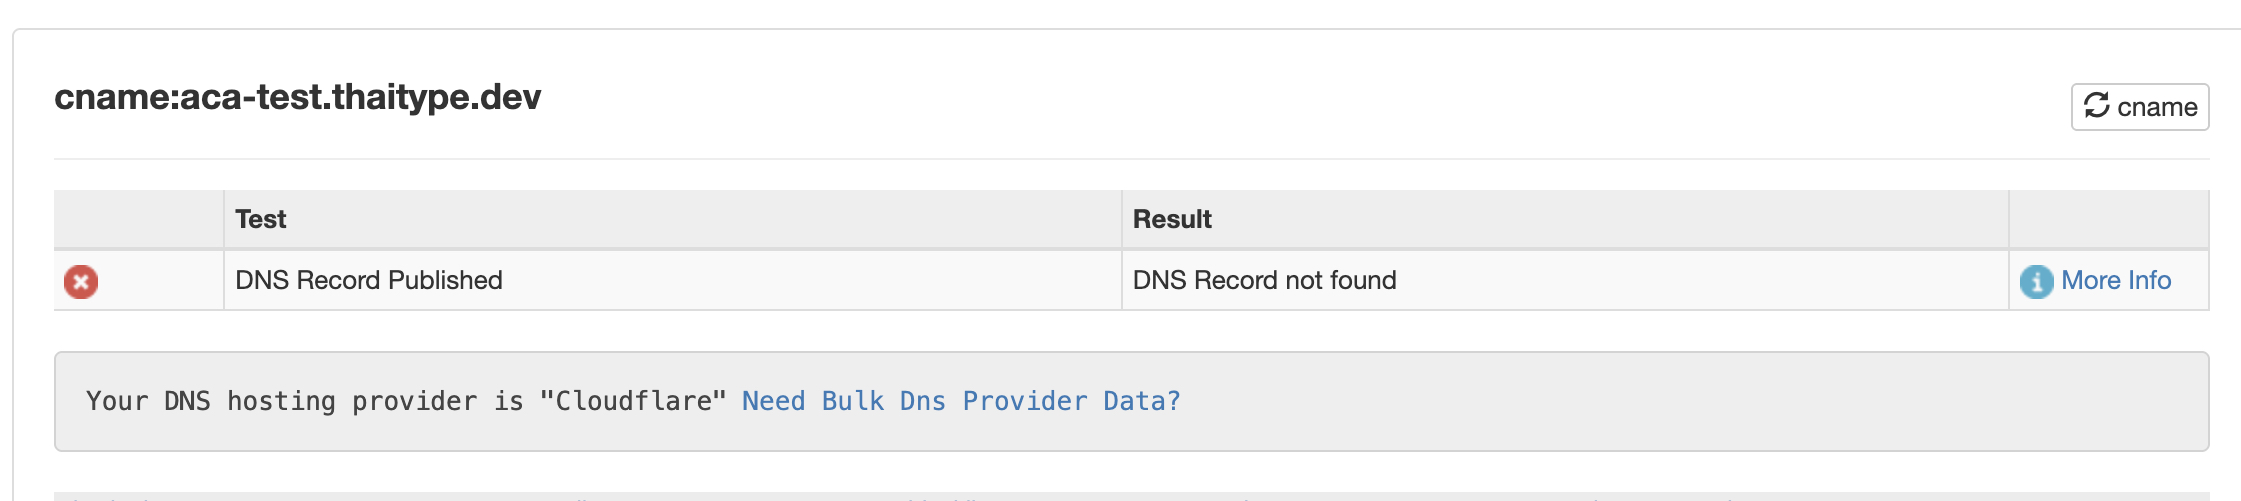 cname:aca-test.thaitype.dev
cname
Test Result
DNS Record Published DNS Record not found More Info
Your DNS hosting provider is "Cloudflare" Need Bulk Dns Provider Data?